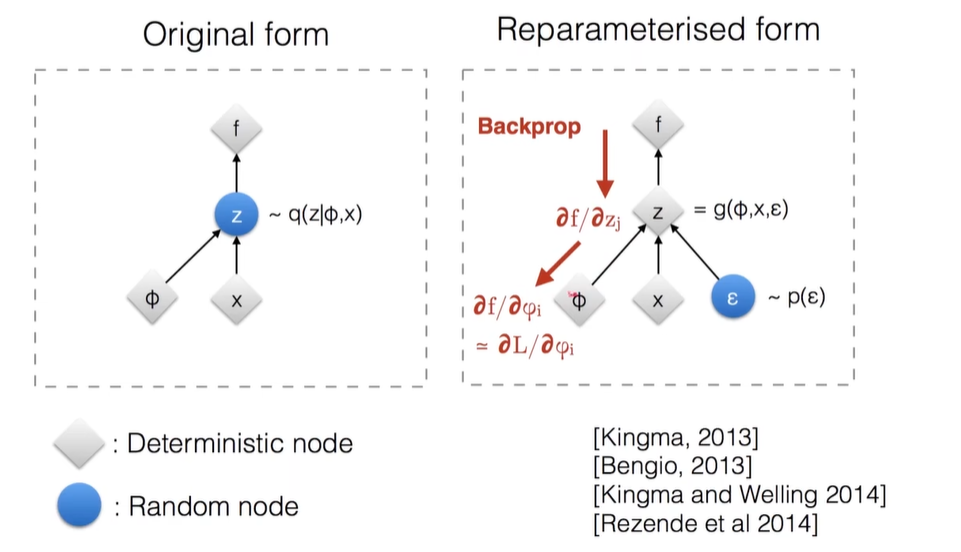 Original form
f
z ~ q(z|ϕ,x)
ϕ x
: Deterministic node
: Random node
Reparameterised form
Backprop
f
∂f/∂zⱼ z = g(ϕ,x,ε)
∂f/∂φᵢ ϕ x ε ~ p(ε)
≃ ∂L/∂φᵢ
[Kingma, 2013]
[Bengio, 2013]
[Kingma and Welling 2014]
[Rezende et al 2014]